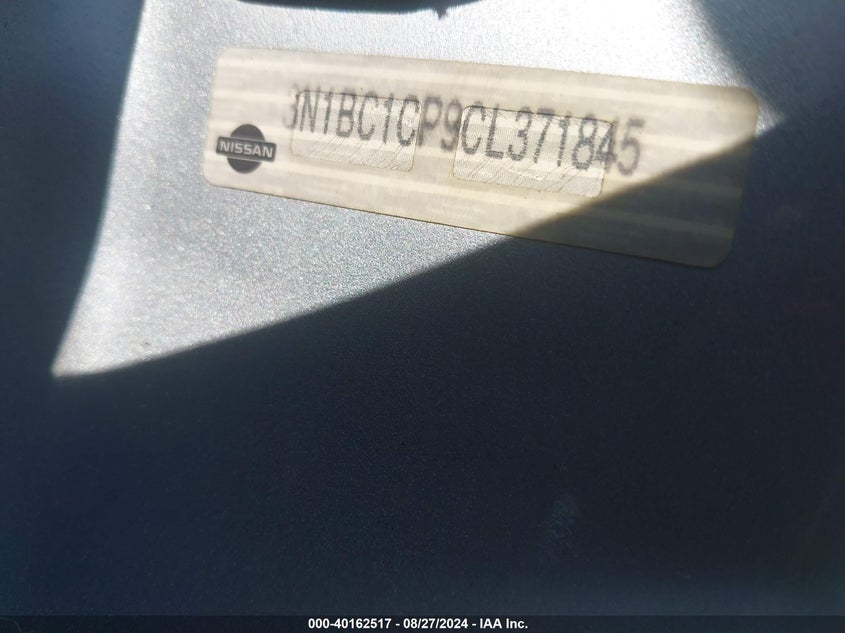 3N1BC1CP9CL371845
NISSAN
000-40162517 - 08/27/2024 - IAA Inc.